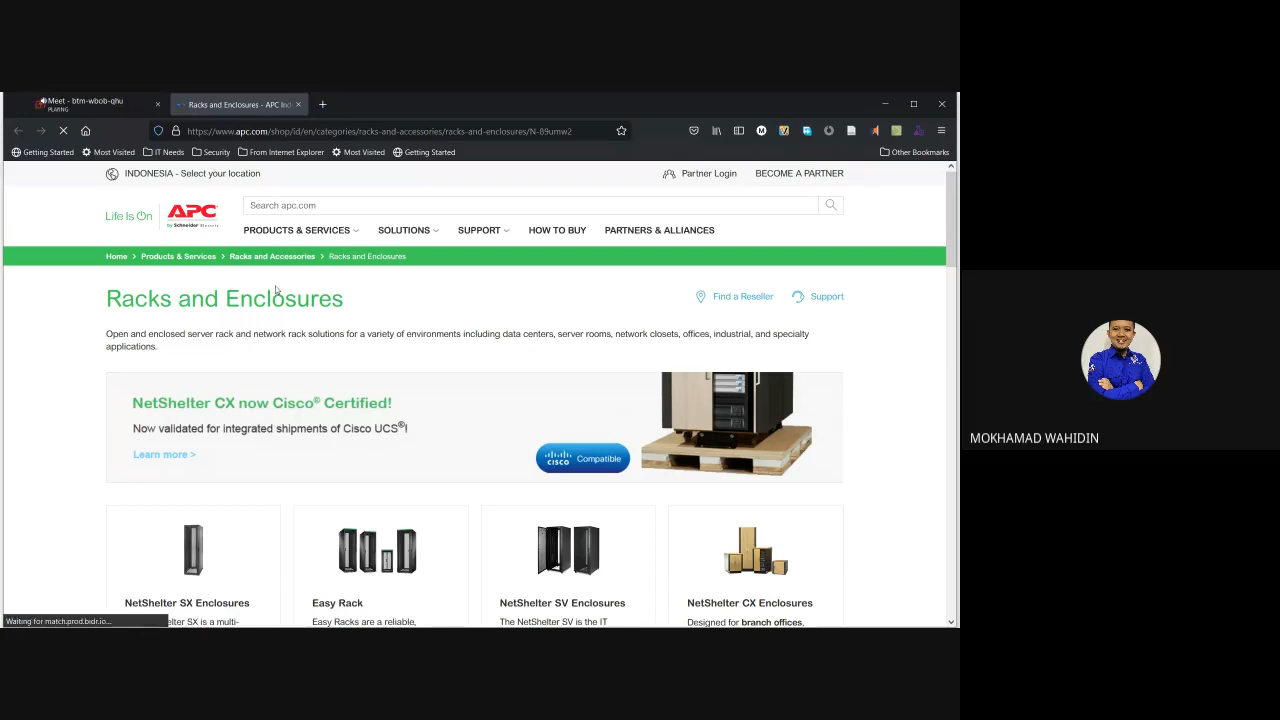 Meet - btm-wbob-qhu
PLAYING
Racks and Enclosures - APC Ind
https://www.apc.com/shop/id/en/categories/racks-and-accessories/racks-and-enclosures/N-89umw2
Getting Started
Most Visited
IT Needs
Security
From Internet Explorer
Most Visited
Getting Started
Other Bookmarks
INDONESIA - Select your location
Partner Login
BECOME A PARTNER
Life Is On
APC
by Schneider Electric
Search apc.com
PRODUCTS & SERVICES
SOLUTIONS
SUPPORT
HOW TO BUY
PARTNERS & ALLIANCES
Home > Products & Services > Racks and Accessories > Racks and Enclosures
Racks and Enclosures
Find a Reseller
Support
Open and enclosed server rack and network rack solutions for a variety of environments including data centers, server rooms, network closets, offices, industrial, and specialty
applications.
NetShelter CX now Cisco® Certified!
Now validated for integrated shipments of Cisco UCS®!
Learn more >
CISCO Compatible
NetShelter SX Enclosures
Easy Rack
NetShelter SV Enclosures
NetShelter CX Enclosures
elter SX is a multi-
Easy Racks are a reliable,
The NetShelter SV is the IT
Designed for branch offices,
Waiting for match.prod.bidr.io...
MOKHAMAD WAHIDIN